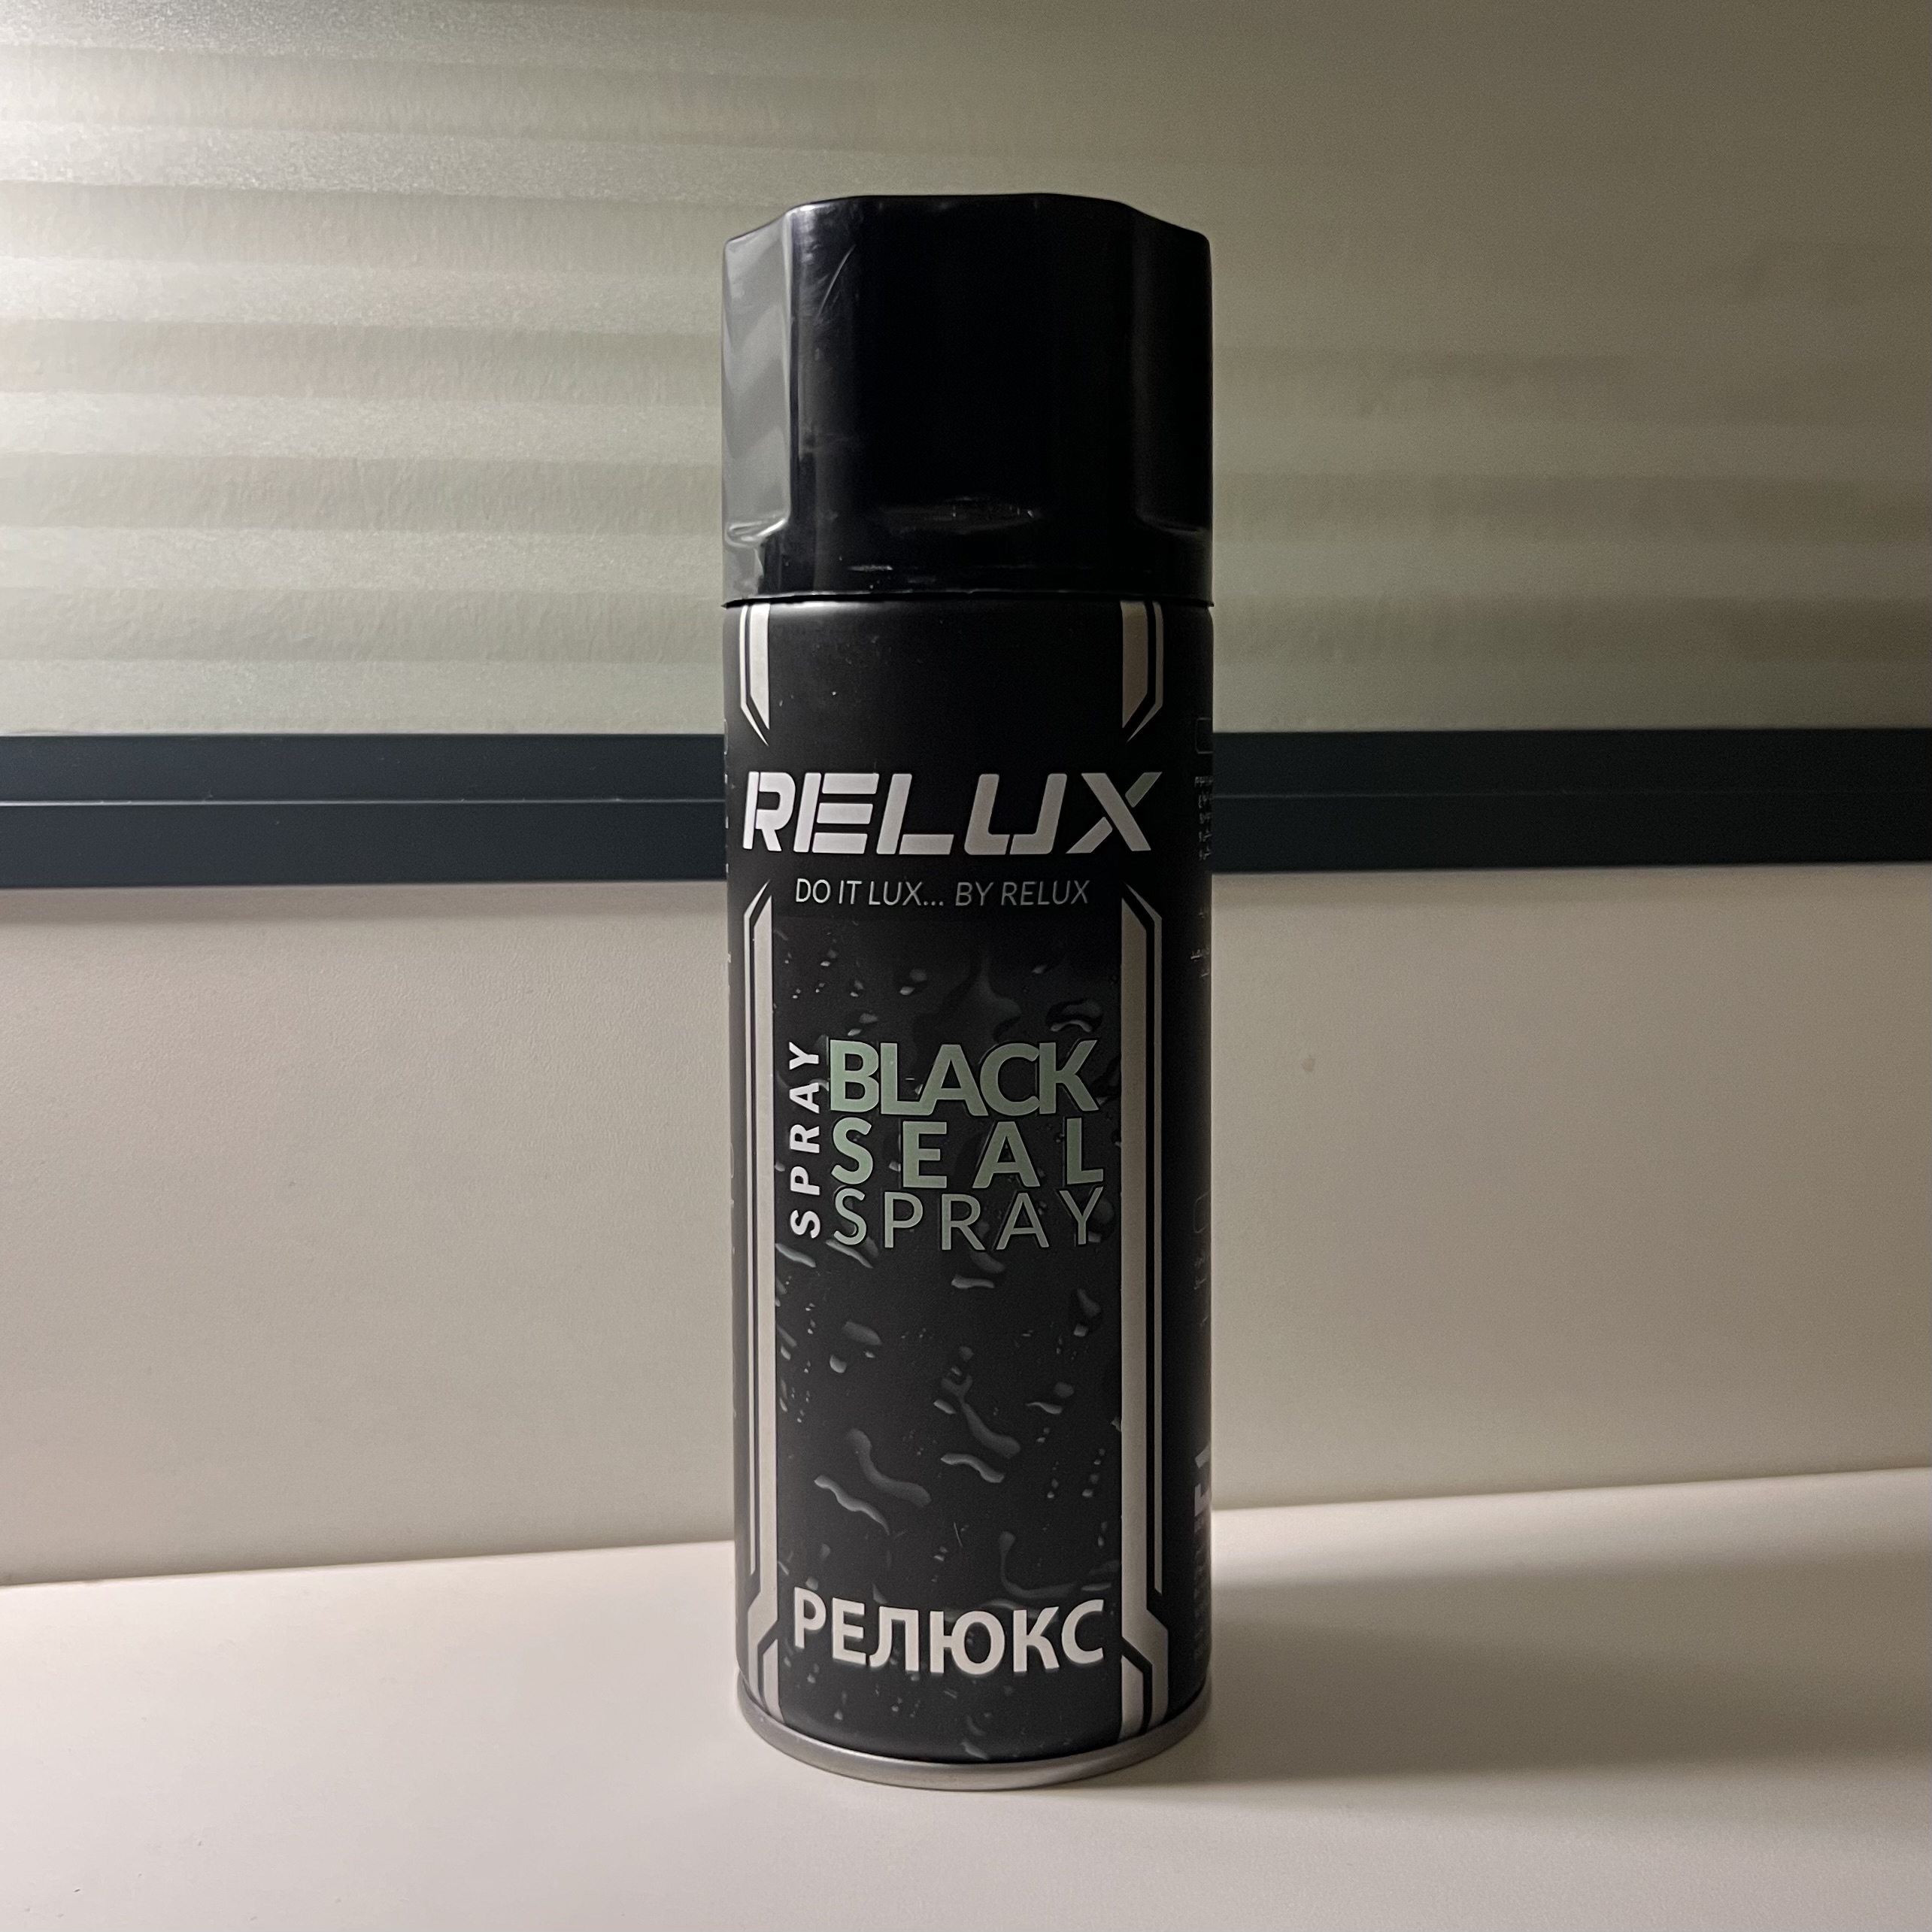 RELUX
DO IT LUX... BY RELUX
SPRAY
BLACK
SEAL
SPRAY
РЕЛЮКС